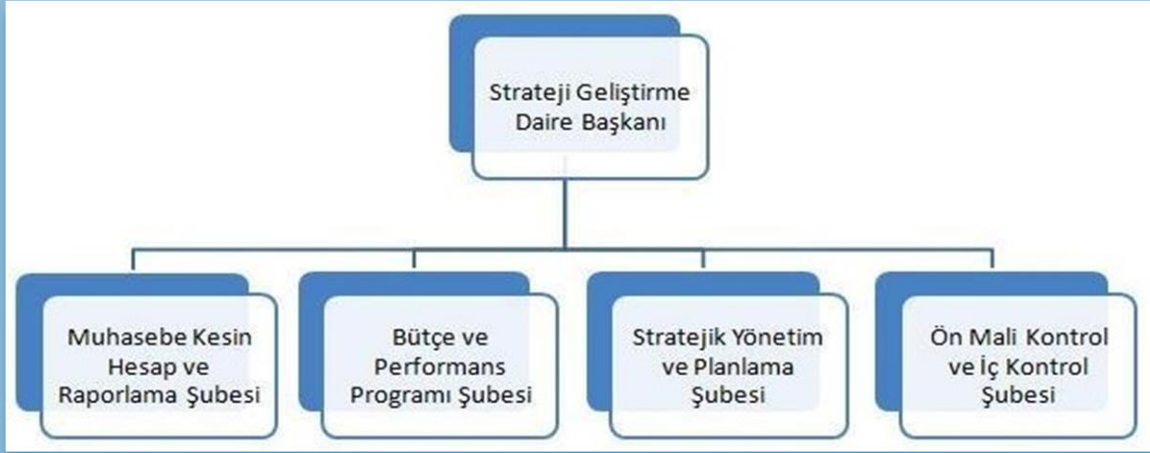 Strateji Geliştirme
Daire Başkanı
Muhasebe Kesin
Hesap ve
Raporlama Şubesi
Bütçe ve
Performans
Programı Şubesi
Stratejik Yönetim
ve Planlama
Şubesi
Ön Mali Kontrol
ve İç Kontrol
Şubesi